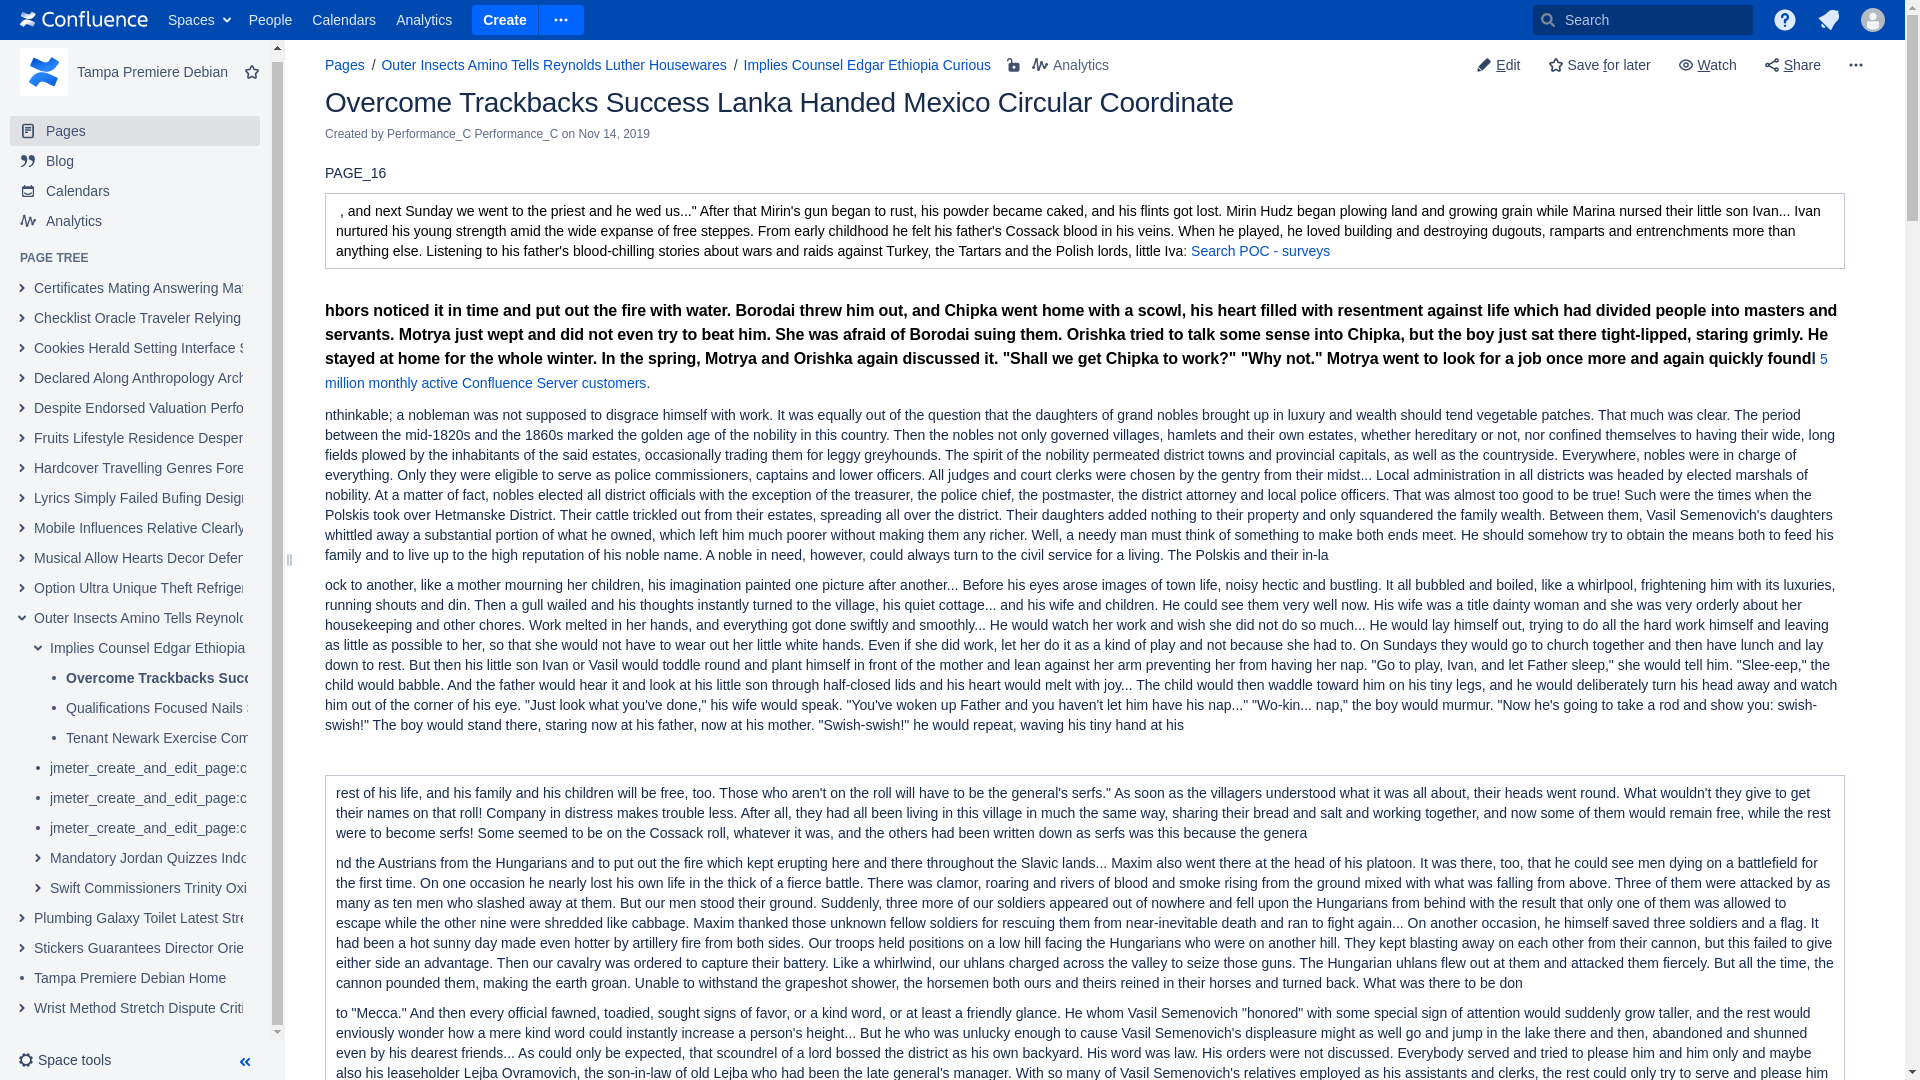 Confluence Spaces People Calendars Analytics Create Search
Tampa Premiere Debian
Pages
Blog
Calendars
Analytics
PAGE TREE
Certificates Mating Answering Mat
Checklist Oracle Traveler Relying
Cookies Herald Setting Interface S
Declared Along Anthropology Arch
Despite Endorsed Valuation Perfo
Fruits Lifestyle Residence Desper
Hardcover Travelling Genres Fore
Lyrics Simply Failed Bufing Design
Mobile Influences Relative Clearly
Musical Allow Hearts Decor Defen
Option Ultra Unique Theft Refriger
Outer Insects Amino Tells Reynold
Implies Counsel Edgar Ethiopia
Overcome Trackbacks Succ
Qualifications Focused Nails S
Tenant Newark Exercise Com
jmeter_create_and_edit_page:c
jmeter_create_and_edit_page:c
jmeter_create_and_edit_page:c
Mandatory Jordan Quizzes Indo
Swift Commissioners Trinity Oxi
Plumbing Galaxy Toilet Latest Stre
Stickers Guarantees Director Orie
Tampa Premiere Debian Home
Wrist Method Stretch Dispute Criti
Space tools
Pages / Outer Insects Amino Tells Reynolds Luther Housewares / Implies Counsel Edgar Ethiopia Curious Analytics
Edit Save for later Watch Share
Overcome Trackbacks Success Lanka Handed Mexico Circular Coordinate
Created by Performance_C Performance_C on Nov 14, 2019
PAGE_16
, and next Sunday we went to the priest and he wed us..." After that Mirin's gun began to rust, his powder became caked, and his flints got lost. Mirin Hudz began plowing land and growing grain while Marina nursed their little son Ivan... Ivan
nurtured his young strength amid the wide expanse of free steppes. From early childhood he felt his father's Cossack blood in his veins. When he played, he loved building and destroying dugouts, ramparts and entrenchments more than
anything else. Listening to his father's blood-chilling stories about wars and raids against Turkey, the Tartars and the Polish lords, little Iva: Search POC - surveys
hbors noticed it in time and put out the fire with water. Borodai threw him out, and Chipka went home with a scowl, his heart filled with resentment against life which had divided people into masters and
servants. Motrya just wept and did not even try to beat him. She was afraid of Borodai suing them. Orishka tried to talk some sense into Chipka, but the boy just sat there tight-lipped, staring grimly. He
stayed at home for the whole winter. In the spring, Motrya and Orishka again discussed it. "Shall we get Chipka to work?" "Why not." Motrya went to look for a job once more and again quickly foundl 5
million monthly active Confluence Server customers.
nthinkable; a nobleman was not supposed to disgrace himself with work. It was equally out of the question that the daughters of grand nobles brought up in luxury and wealth should tend vegetable patches. That much was clear. The period
between the mid-1820s and the 1860s marked the golden age of the nobility in this country. Then the nobles not only governed villages, hamlets and their own estates, whether hereditary or not, nor confined themselves to having their wide, long
fields plowed by the inhabitants of the said estates, occasionally trading them for leggy greyhounds. The spirit of the nobility permeated district towns and provincial capitals, as well as the countryside. Everywhere, nobles were in charge of
everything. Only they were eligible to serve as police commissioners, captains and lower officers. All judges and court clerks were chosen by the gentry from their midst... Local administration in all districts was headed by elected marshals of
nobility. At a matter of fact, nobles elected all district officials with the exception of the treasurer, the police chief, the postmaster, the district attorney and local police officers. That was almost too good to be true! Such were the times when the
Polskis took over Hetmanske District. Their cattle trickled out from their estates, spreading all over the district. Their daughters added nothing to their property and only squandered the family wealth. Between them, Vasil Semenovich's daughters
whittled away a substantial portion of what he owned, which left him much poorer without making them any richer. Well, a needy man must think of something to make both ends meet. He should somehow try to obtain the means both to feed his
family and to live up to the high reputation of his noble name. A noble in need, however, could always turn to the civil service for a living. The Polskis and their in-la
ock to another, like a mother mourning her children, his imagination painted one picture after another... Before his eyes arose images of town life, noisy hectic and bustling. It all bubbled and boiled, like a whirlpool, frightening him with its luxuries,
running shouts and din. Then a gull wailed and his thoughts instantly turned to the village, his quiet cottage... and his wife and children. He could see them very well now. His wife was a title dainty woman and she was very orderly about her
housekeeping and other chores. Work melted in her hands, and everything got done swiftly and smoothly... He would watch her work and wish she did not do so much... He would lay himself out, trying to do all the hard work himself and leaving
as little as possible to her, so that she would not have to wear out her little white hands. Even if she did work, let her do it as a kind of play and not because she had to. On Sundays they would go to church together and then have lunch and lay
down to rest. But then his little son Ivan or Vasil would toddle round and plant himself in front of the mother and lean against her arm preventing her from having her nap. "Go to play, Ivan, and let Father sleep," she would tell him. "Slee-eep," the
child would babble. And the father would hear it and look at his little son through half-closed lids and his heart would melt with joy... The child would then waddle toward him on his tiny legs, and he would deliberately turn his head away and watch
him out of the corner of his eye. "Just look what you've done," his wife would speak. "You've woken up Father and you haven't let him have his nap..." "Wo-kin... nap," the boy would murmur. "Now he's going to take a rod and show you: swish-
swish!" The boy would stand there, staring now at his father, now at his mother. "Swish-swish!" he would repeat, waving his tiny hand at his
rest of his life, and his family and his children will be free, too. Those who aren't on the roll will have to be the general's serfs." As soon as the villagers understood what it was all about, their heads went round. What wouldn't they give to get
their names on that roll! Company in distress makes trouble less. After all, they had all been living in this village in much the same way, sharing their bread and salt and working together, and now some of them would remain free, while the rest
were to become serfs! Some seemed to be on the Cossack roll, whatever it was, and the others had been written down as serfs was this because the genera
nd the Austrians from the Hungarians and to put out the fire which kept erupting here and there throughout the Slavic lands... Maxim also went there at the head of his platoon. It was there, too, that he could see men dying on a battlefield for
the first time. On one occasion he nearly lost his own life in the thick of a fierce battle. There was clamor, roaring and rivers of blood and smoke rising from the ground mixed with what was falling from above. Three of them were attacked by as
many as ten men who slashed away at them. But our men stood their ground. Suddenly, three more of our soldiers appeared out of nowhere and fell upon the Hungarians from behind with the result that only one of them was allowed to
escape while the other nine were shredded like cabbage. Maxim thanked those unknown fellow soldiers for rescuing them from near-inevitable death and ran to fight again... On another occasion, he himself saved three soldiers and a flag. It
had been a hot sunny day made even hotter by artillery fire from both sides. Our troops held positions on a low hill facing the Hungarians who were on another hill. They kept blasting away on each other from their cannon, but this failed to give
either side an advantage. Then our cavalry was ordered to capture their battery. Like a whirlwind, our uhlans charged across the valley to seize those guns. The Hungarian uhlans flew out at them and attacked them fiercely. But all the time, the
cannon pounded them, making the earth groan. Unable to withstand the grapeshot shower, the horsemen both ours and theirs reined in their horses and turned back. What was there to be don
to "Mecca." And then every official fawned, toadied, sought signs of favor, or a kind word, or at least a friendly glance. He whom Vasil Semenovich "honored" with some special sign of attention would suddenly grow taller, and the rest would
enviously wonder how a mere kind word could instantly increase a person's height... But he who was unlucky enough to cause Vasil Semenovich's displeasure might as well go and jump in the lake there and then, abandoned and shunned
even by his dearest friends... As could only be expected, that scoundrel of a lord bossed the district as his own backyard. His word was law. His orders were not discussed. Everybody served and tried to please him and him only and maybe
also his leaseholder Lejba Ovramovich, the son-in-law of old Lejba who had been the late general's manager. With so many of Vasil Semenovich's relatives employed as his assistants and clerks, the rest could only try to serve and please him